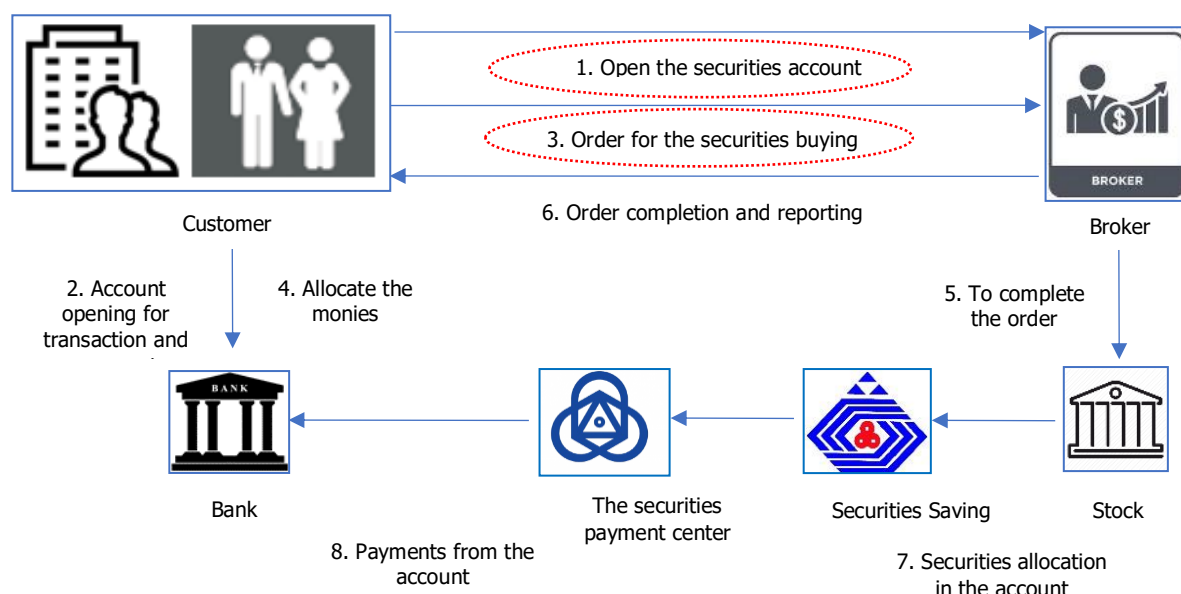 1. Open the securities account
3. Order for the securities buying
BROKER
6. Order completion and reporting
Customer
Broker
2. Account
opening for
transaction and
4. Allocate the
monies
5. To complete
the order
BANK
Bank
The securities
payment center
Securities Saving
Stock
8. Payments from the
account
7. Securities allocation
in the account